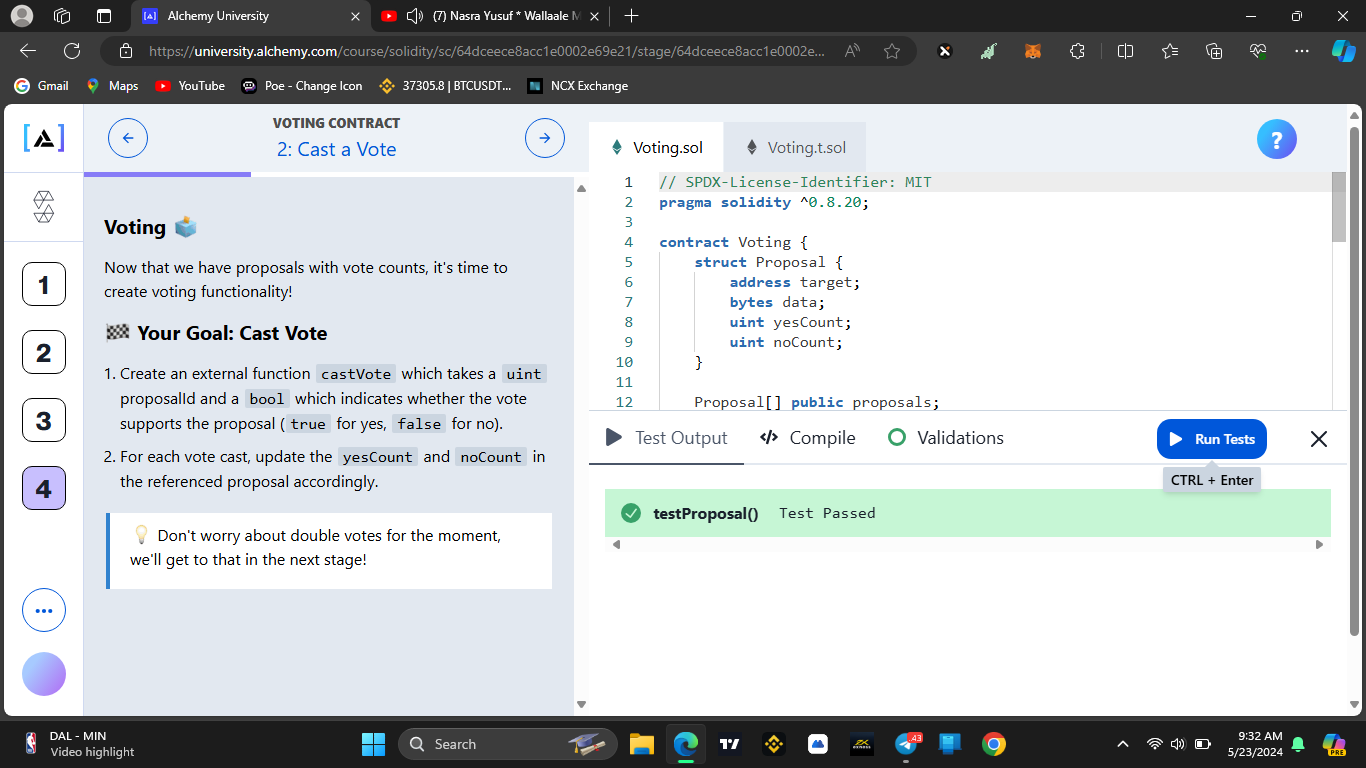 Alchemy University
(7) Nasra Yusuf * Wallaale M
https://university.alchemy.com/course/solidity/sc/64dceece8acc1e0002e69e21/stage/64dceece8acc1e0002e...
Gmail
Maps
YouTube
Poe - Change Icon
37305.8 | BTCUSDT...
NCX Exchange
VOTING CONTRACT
2: Cast a Vote
1
2
3
4
Voting
Now that we have proposals with vote counts, it's time to
create voting functionality!
Your Goal: Cast Vote
1. Create an external function castVote which takes a uint
proposalId and a bool which indicates whether the vote
supports the proposal ( true for yes, false for no).
2. For each vote cast, update the yesCount and noCount in
the referenced proposal accordingly.
Don't worry about double votes for the moment,
we'll get to that in the next stage!
Voting.sol
Voting.t.sol
?
1 // SPDX-License-Identifier: MIT
2 pragma solidity ^0.8.20;
3
4 contract Voting {
5 struct Proposal {
6 address target;
7 bytes data;
8 uint yesCount;
9 uint noCount;
10 }
11
12 Proposal[] public proposals;
Test Output
Compile
Validations
Run Tests
CTRL + Enter
testProposal() Test Passed
DAL - MIN
Video highlight
Search
43
9:32 AM
5/23/2024
PRE